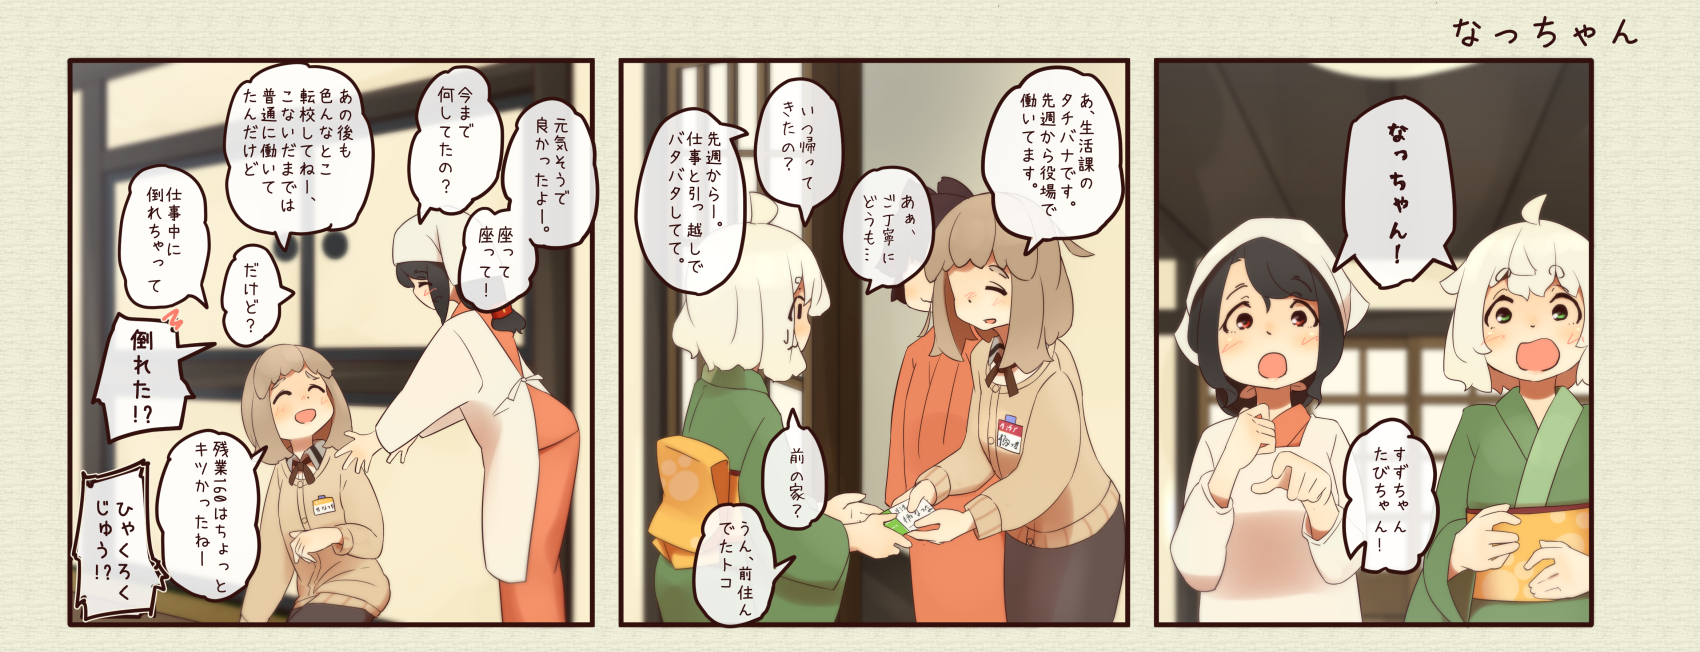 なっちゃん
なっちゃん！
すずちゃん
たびちゃん！
あ、生活課の
タチバナです。
先週から役場で
働いてます。
あぁ、
ご丁寧に
どうも…
いつ帰って
きたの？
先週からー。
仕事と引っ越しで
バタバタしてて。
前の家？
うん、前住ん
でたトコ
元気そうで
良かったよー。
座って
座って！
今まで
何してたの？
あの後も
色んなとこ
転校してねー、
こないだまでは
普通に働いて
たんだけど
だけど？
仕事中に
倒れちゃって
倒れた!?
残業160はちょっと
キツかったねー
ひゃくろく
じゅう!?